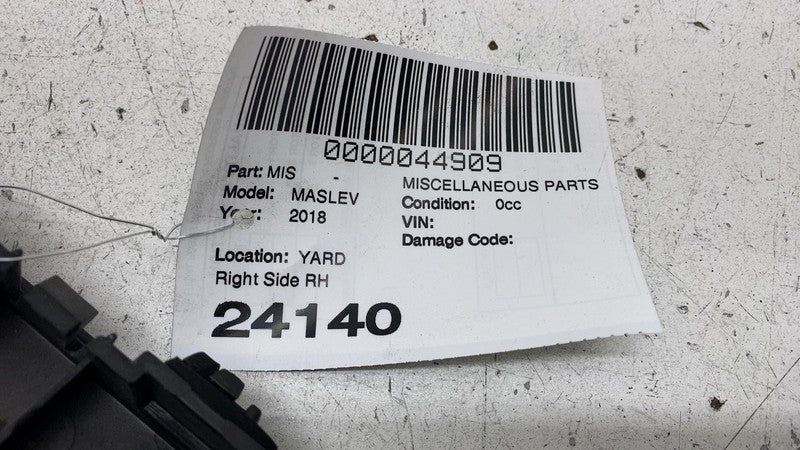 0000044909
Part: MIS - MISCELLANEOUS PARTS
Model: MASLEV Condition: 0cc
Year: 2018 VIN:
Damage Code:
Location: YARD
Right Side RH
24140